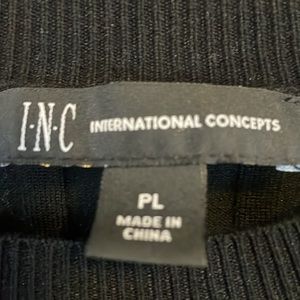 I·N·C INTERNATIONAL CONCEPTS
PL
MADE IN
CHINA